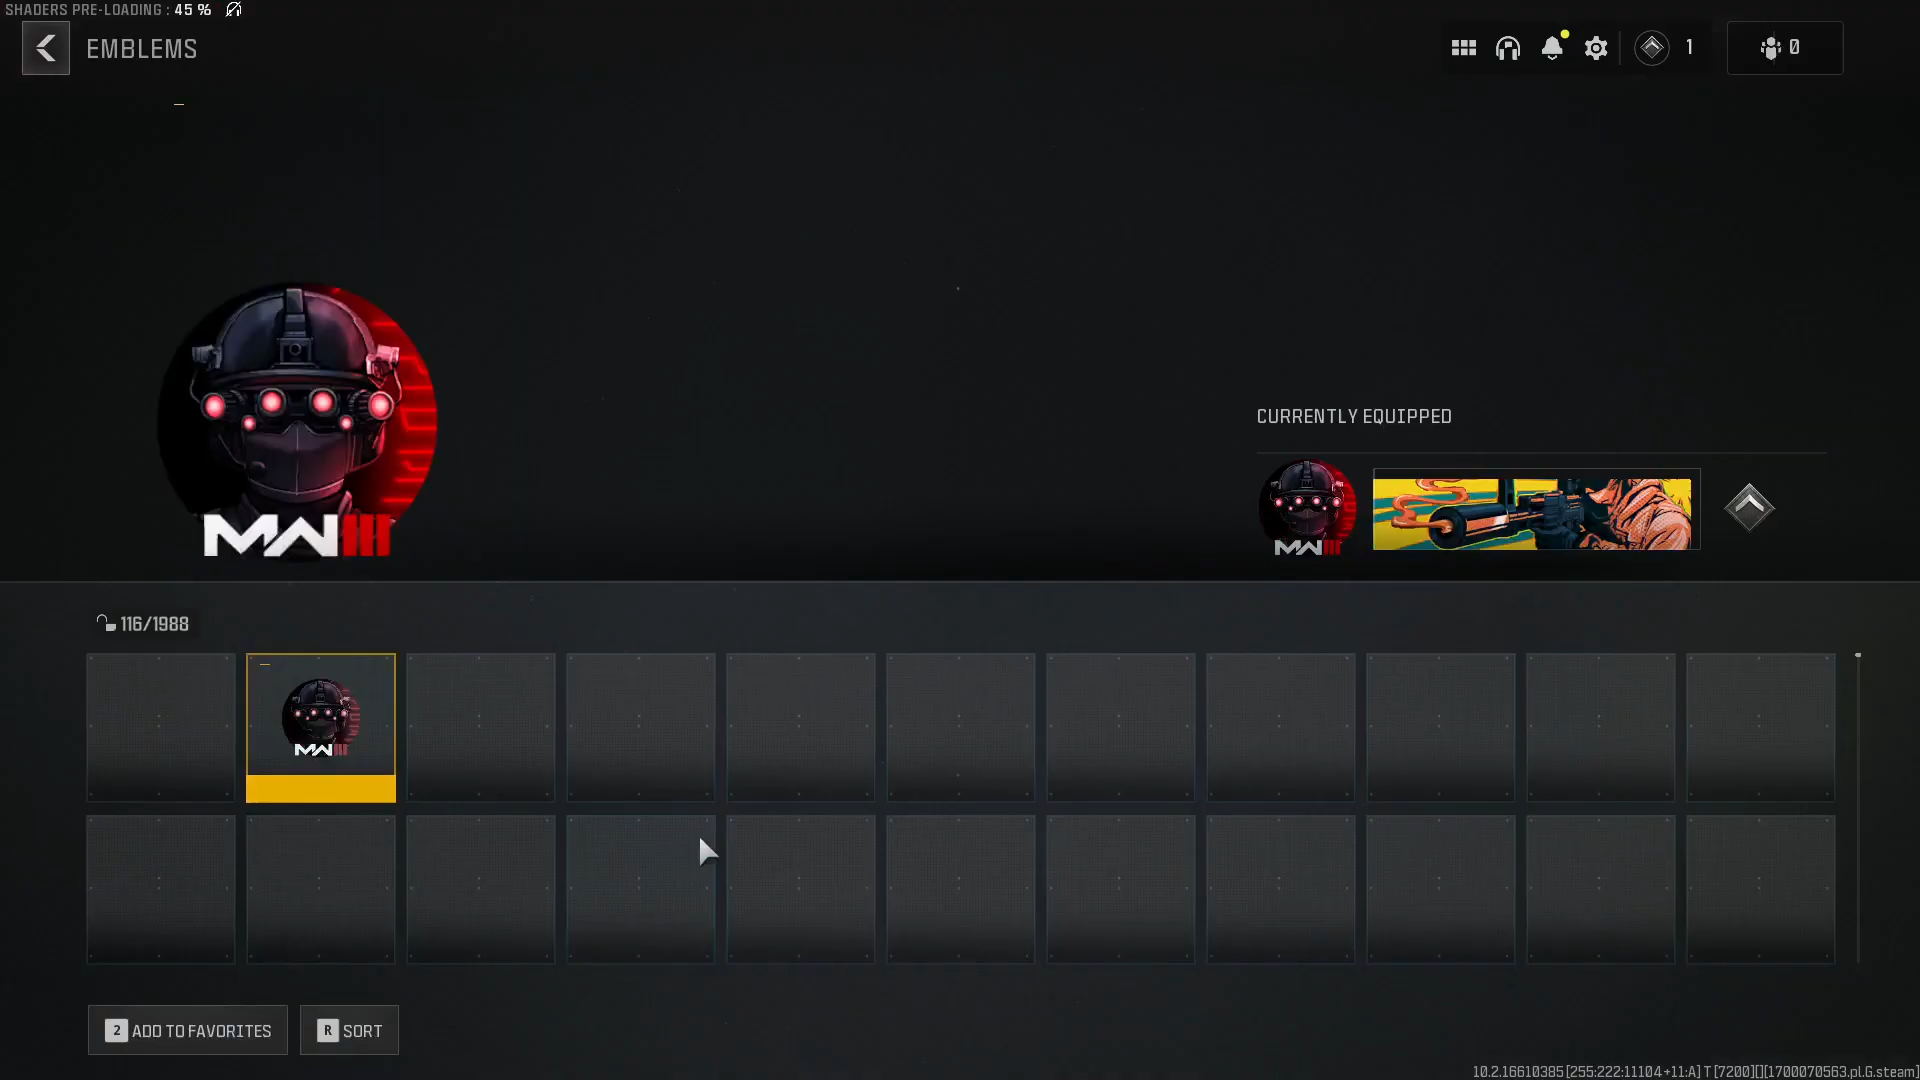 SHADERS PRE-LOADING : 45 %
EMBLEMS
1
0
MWIII
CURRENTLY EQUIPPED
MWIII
116/1988
MWIII
2 ADD TO FAVORITES
R SORT
10.2.16610385 [255:222:11104+11:A] T [7200][][1700070563.pl.G.steam]